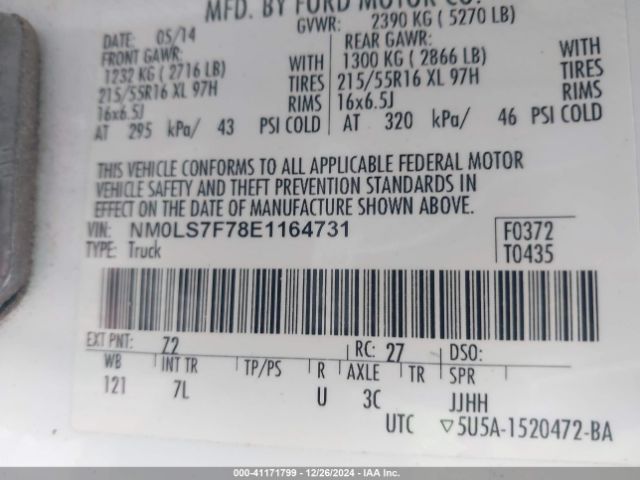 MFD. BY FORD MOTOR CO.
DATE: 05/14 GVWR: 2390 KG ( 5270 LB)
FRONT GAWR: REAR GAWR:
1232 KG ( 2716 LB) WITH 1300 KG ( 2866 LB) WITH
215/55R16 XL 97H TIRES 215/55R16 XL 97H TIRES
16x6.5J RIMS 16x6.5J RIMS
AT 295 kPa/ 43 PSI COLD AT 320 kPa/ 46 PSI COLD
THIS VEHICLE CONFORMS TO ALL APPLICABLE FEDERAL MOTOR
VEHICLE SAFETY AND THEFT PREVENTION STANDARDS IN
EFFECT ON THE DATE OF MANUFACTURE SHOWN ABOVE.
VIN: NM0LS7F78E1164731 F0372
TYPE: Truck T0435
EXT PNT: 72 RC: 27 DSO:
WB INT TR TP/PS R AXLE TR SPR
121 7L U 3C JJHH
UTC ▽5U5A-1520472-BA
000-41171799 | 12/26/2024 | IAA Inc.